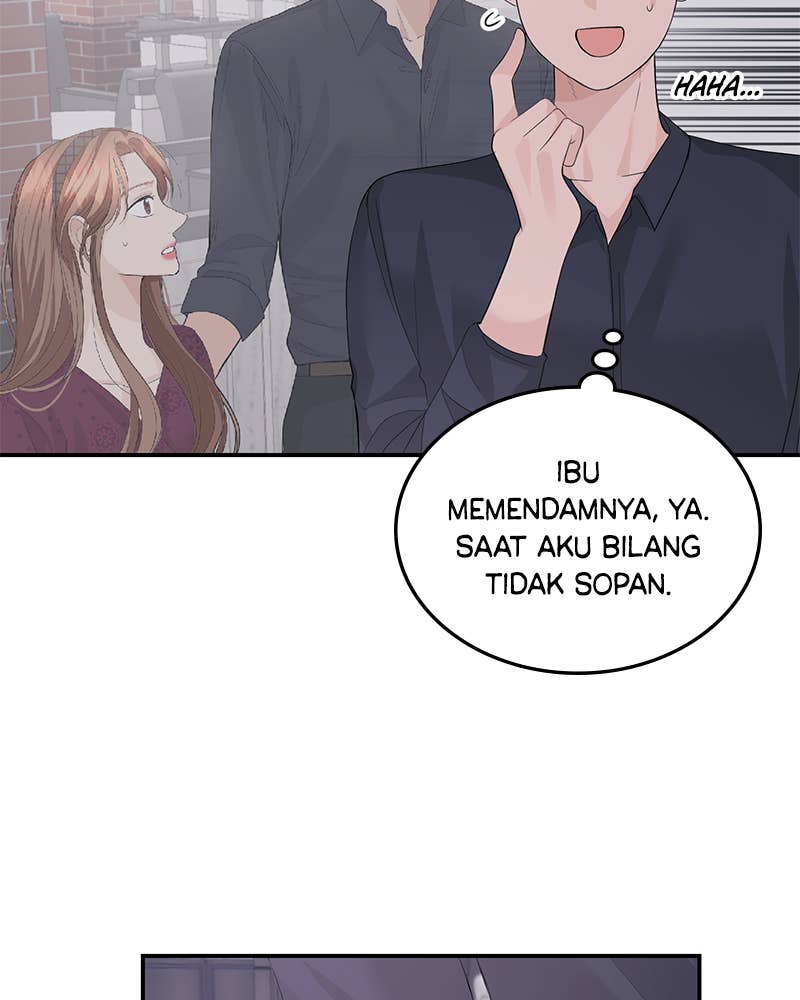 HAHA...
IBU
MEMENDAMNYA, YA.
SAAT AKU BILANG
TIDAK SOPAN.